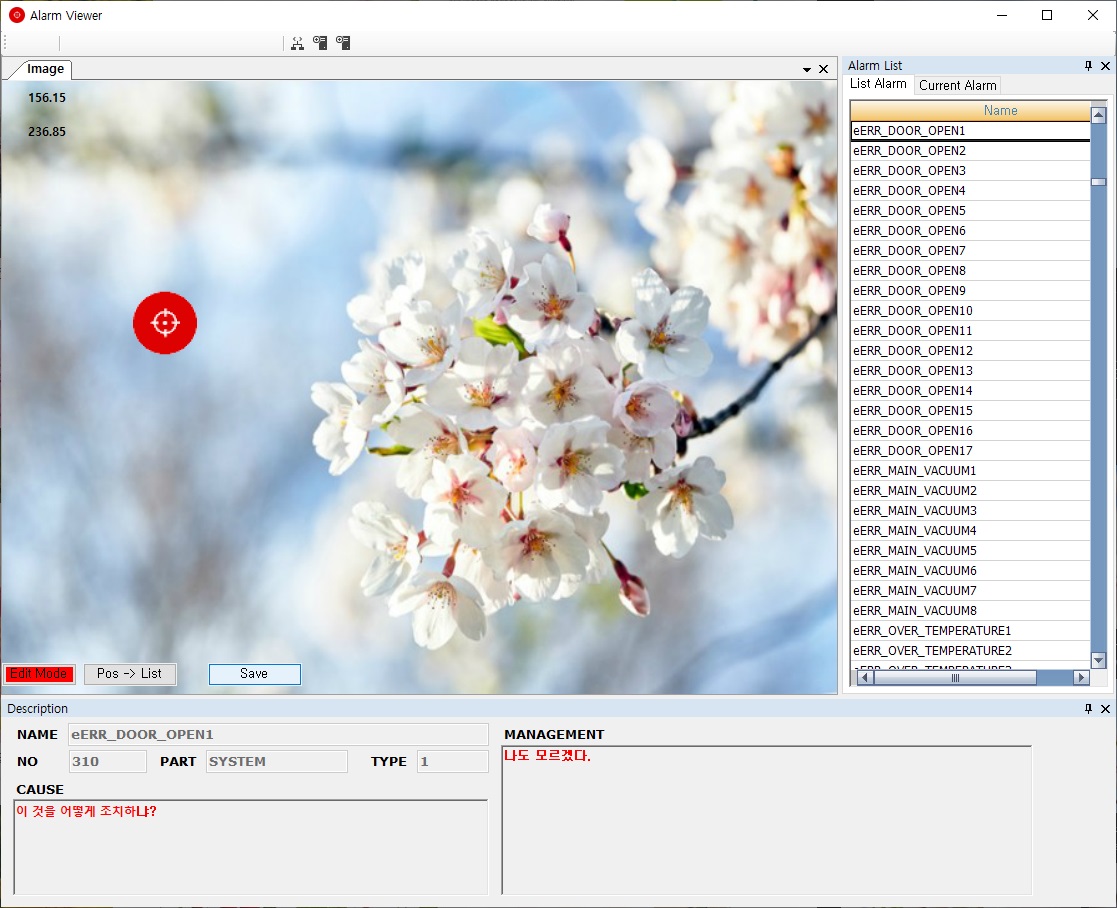 Alarm Viewer
Image
156.15
236.85
Edit Mode
Pos -> List
Save
Alarm List
List Alarm
Current Alarm
Name
eERR_DOOR_OPEN1
eERR_DOOR_OPEN2
eERR_DOOR_OPEN3
eERR_DOOR_OPEN4
eERR_DOOR_OPEN5
eERR_DOOR_OPEN6
eERR_DOOR_OPEN7
eERR_DOOR_OPEN8
eERR_DOOR_OPEN9
eERR_DOOR_OPEN10
eERR_DOOR_OPEN11
eERR_DOOR_OPEN12
eERR_DOOR_OPEN13
eERR_DOOR_OPEN14
eERR_DOOR_OPEN15
eERR_DOOR_OPEN16
eERR_DOOR_OPEN17
eERR_MAIN_VACUUM1
eERR_MAIN_VACUUM2
eERR_MAIN_VACUUM3
eERR_MAIN_VACUUM4
eERR_MAIN_VACUUM5
eERR_MAIN_VACUUM6
eERR_MAIN_VACUUM7
eERR_MAIN_VACUUM8
eERR_OVER_TEMPERATURE1
eERR_OVER_TEMPERATURE2
Description
NAME eERR_DOOR_OPEN1
NO 310 PART SYSTEM TYPE 1
CAUSE
이 것을 어떻게 조치하냐?
MANAGEMENT
나도 모르겠다.